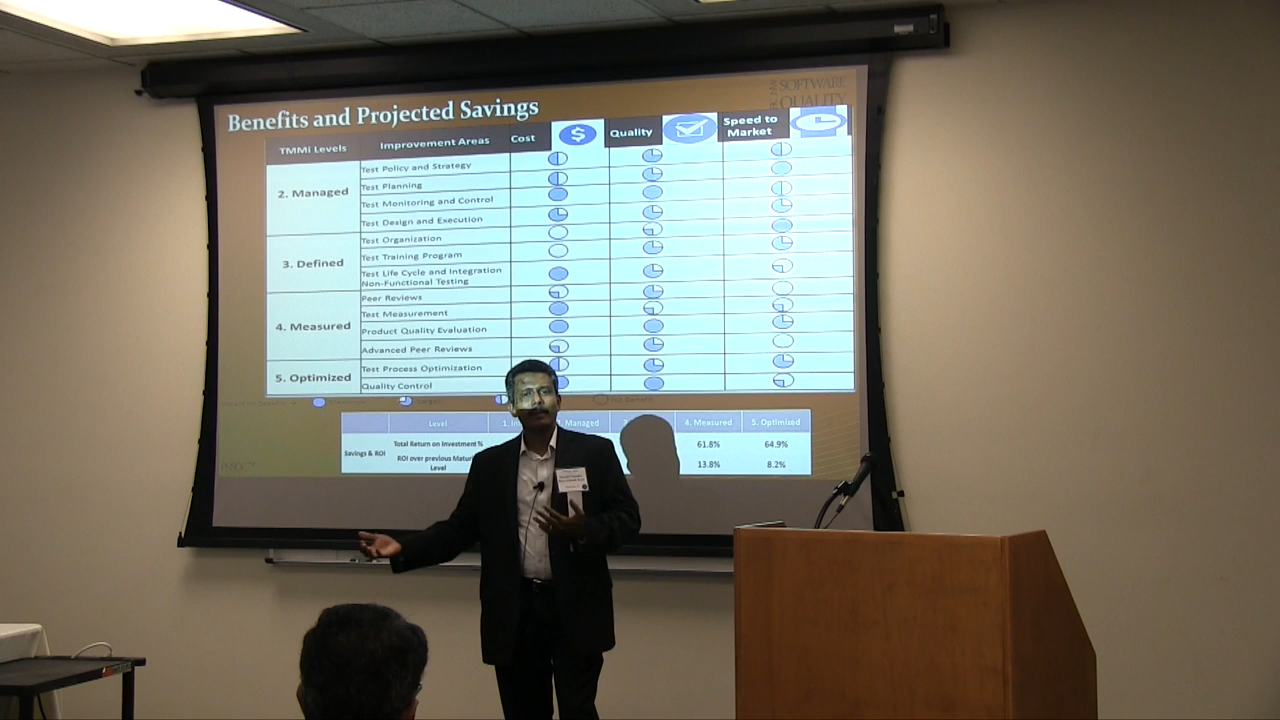 SOFTWARE
QUALITY
Benefits and Projected Savings
TMMi Levels Improvement Areas Cost $ Quality Speed to Market
2. Managed
Test Policy and Strategy
Test Planning
Test Monitoring and Control
Test Design and Execution
3. Defined
Test Organization
Test Training Program
Test Life Cycle and Integration
Non-Functional Testing
Peer Reviews
4. Measured
Test Measurement
Product Quality Evaluation
Advanced Peer Reviews
5. Optimized
Test Process Optimization
Quality Control
Level 1. Managed 4. Measured 5. Optimized
Savings & ROI
Total Return on Investment % 61.8% 64.9%
ROI over previous
Level 13.8% 8.2%